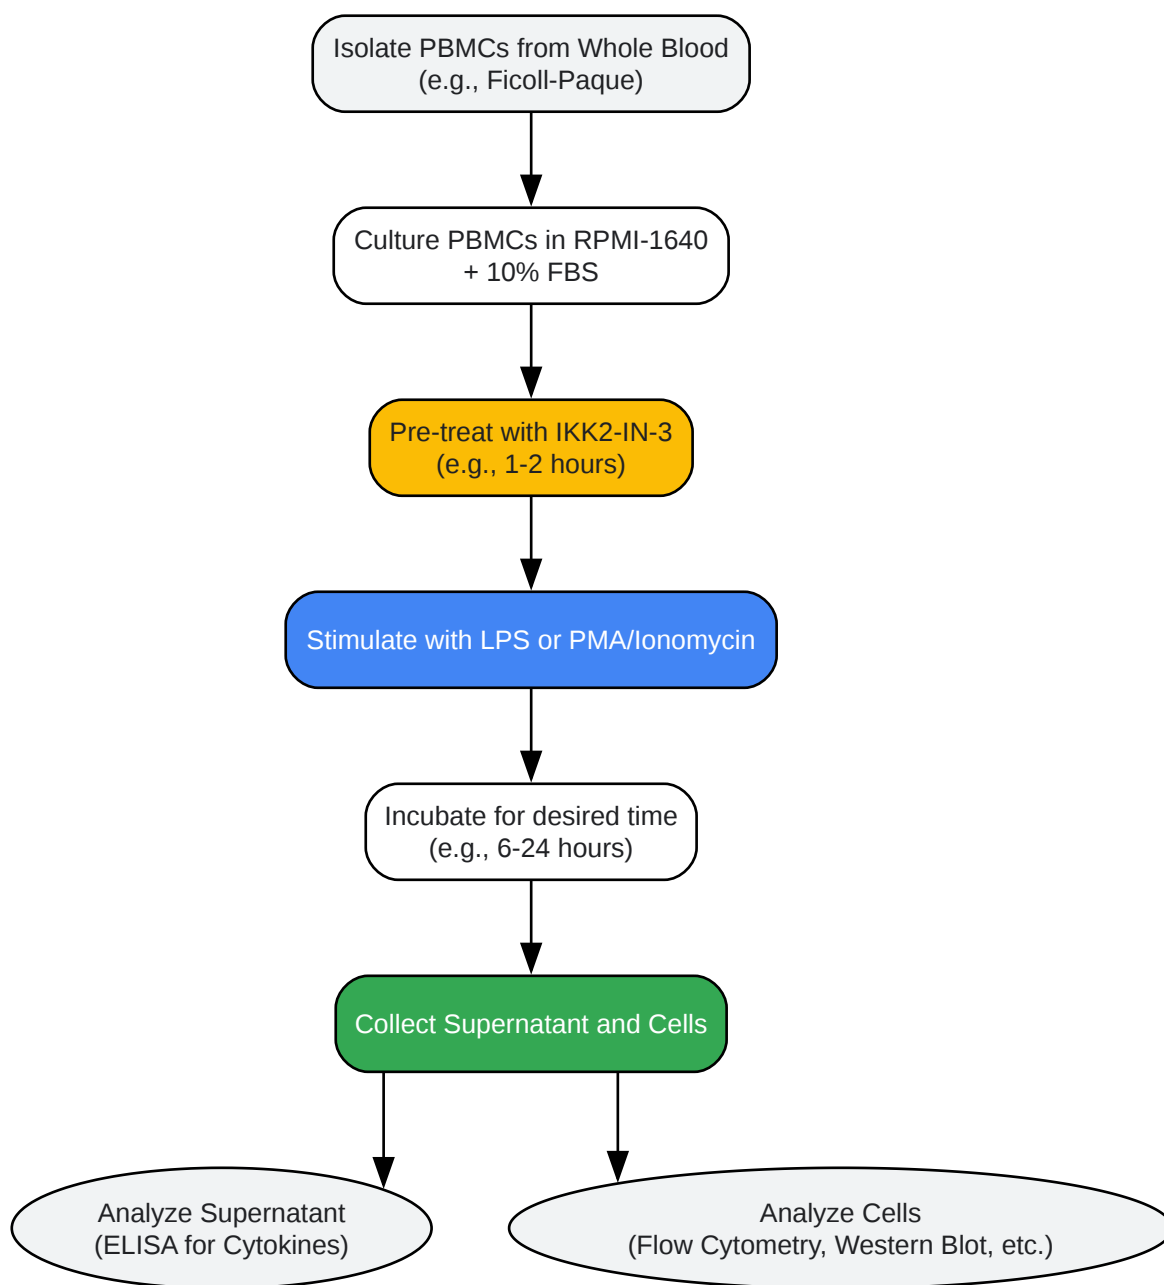 Isolate PBMCs from Whole Blood
(e.g., Ficoll-Paque)
Culture PBMCs in RPMI-1640
+ 10% FBS
Pre-treat with IKK2-IN-3
(e.g., 1-2 hours)
Stimulate with LPS or PMA/Ionomycin
Incubate for desired time
(e.g., 6-24 hours)
Collect Supernatant and Cells
Analyze Supernatant
(ELISA for Cytokines)
Analyze Cells
(Flow Cytometry, Western Blot, etc.)